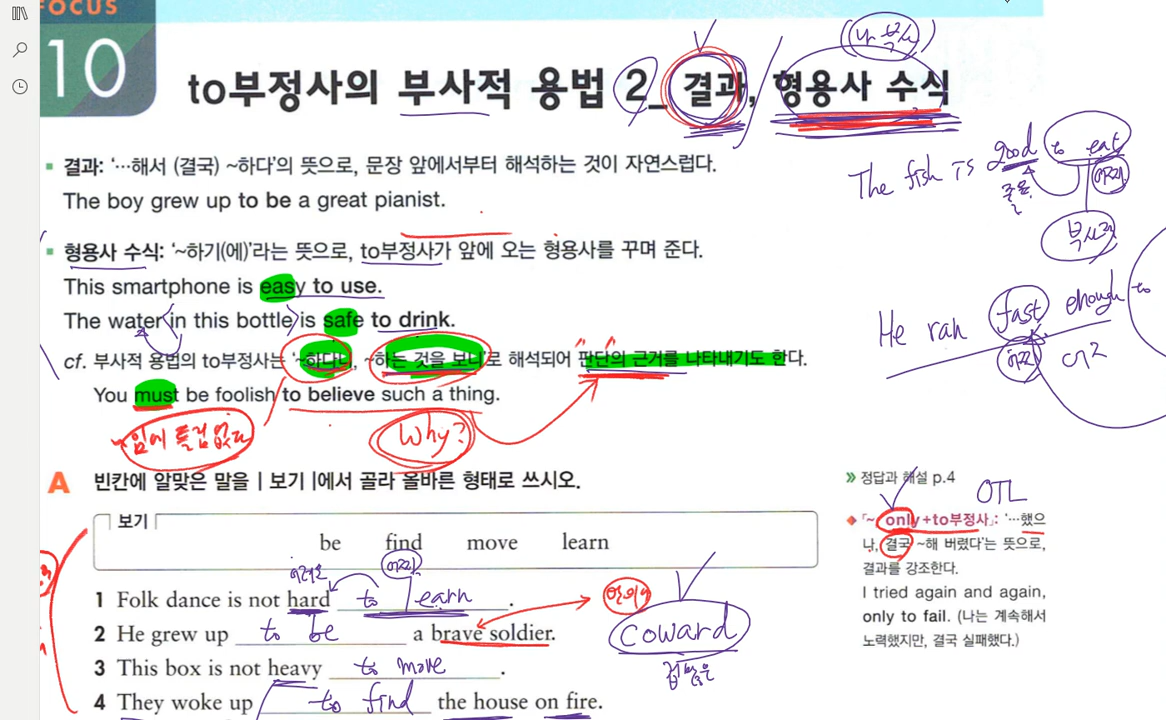 FOCUS
10 to부정사의 부사적 용법 2_ 결과, 형용사 수식
결과: '…해서 (결국) ~하다'의 뜻으로, 문장 앞에서부터 해석하는 것이 자연스럽다.
The boy grew up to be a great pianist.
형용사 수식: '~하기(에)'라는 뜻으로, to부정사가 앞에 오는 형용사를 꾸며 준다.
This smartphone is easy to use.
The water in this bottle is safe to drink.
cf. 부사적 용법의 to부정사는 '~하다니, ~하는 것을 보니'로 해석되어 판단의 근거를 나타내기도 한다.
You must be foolish to believe such a thing.
Why?
The fish is good to eat
He ran fast enough to
A 빈칸에 알맞은 말을 |보기|에서 골라 올바른 형태로 쓰시오.
보기
be find move learn
1 Folk dance is not hard to learn.
2 He grew up to be a brave soldier.
coward
3 This box is not heavy to move.
4 They woke up to find the house on fire.
정답과 해설 p.4
OTL
「~ only+to부정사」: '…했으
나, 결국 ~해 버렸다'는 뜻으로,
결과를 강조한다.
I tried again and again,
only to fail. (나는 계속해서
노력했지만, 결국 실패했다.)